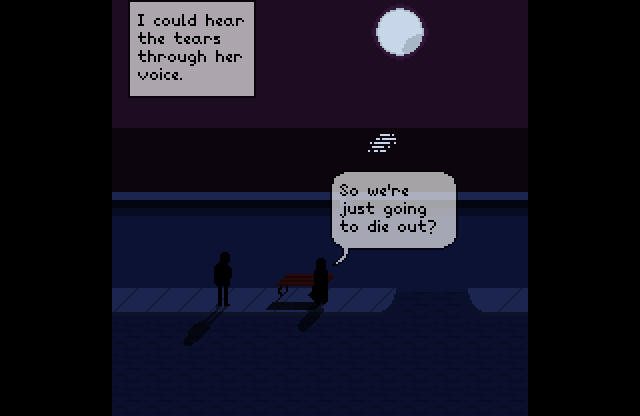 I could hear
the tears
through her
voice.
So we're
just going
to die out?